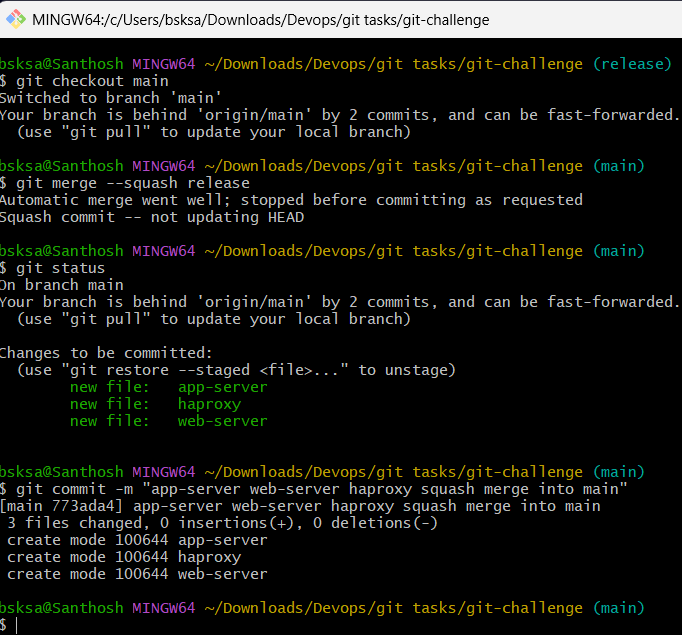 MINGW64:/c/Users/bsksa/Downloads/Devops/git tasks/git-challenge
bsksa@Santhosh MINGW64 ~/Downloads/Devops/git tasks/git-challenge (release)
$ git checkout main
Switched to branch 'main'
Your branch is behind 'origin/main' by 2 commits, and can be fast-forwarded.
  (use "git pull" to update your local branch)

bsksa@Santhosh MINGW64 ~/Downloads/Devops/git tasks/git-challenge (main)
$ git merge --squash release
Automatic merge went well; stopped before committing as requested
Squash commit -- not updating HEAD

bsksa@Santhosh MINGW64 ~/Downloads/Devops/git tasks/git-challenge (main)
$ git status
On branch main
Your branch is behind 'origin/main' by 2 commits, and can be fast-forwarded.
  (use "git pull" to update your local branch)

Changes to be committed:
  (use "git restore --staged <file>..." to unstage)
        new file:   app-server
        new file:   haproxy
        new file:   web-server

bsksa@Santhosh MINGW64 ~/Downloads/Devops/git tasks/git-challenge (main)
$ git commit -m "app-server web-server haproxy squash merge into main"
[main 773ada4] app-server web-server haproxy squash merge into main
 3 files changed, 0 insertions(+), 0 deletions(-)
 create mode 100644 app-server
 create mode 100644 haproxy
 create mode 100644 web-server

bsksa@Santhosh MINGW64 ~/Downloads/Devops/git tasks/git-challenge (main)
$